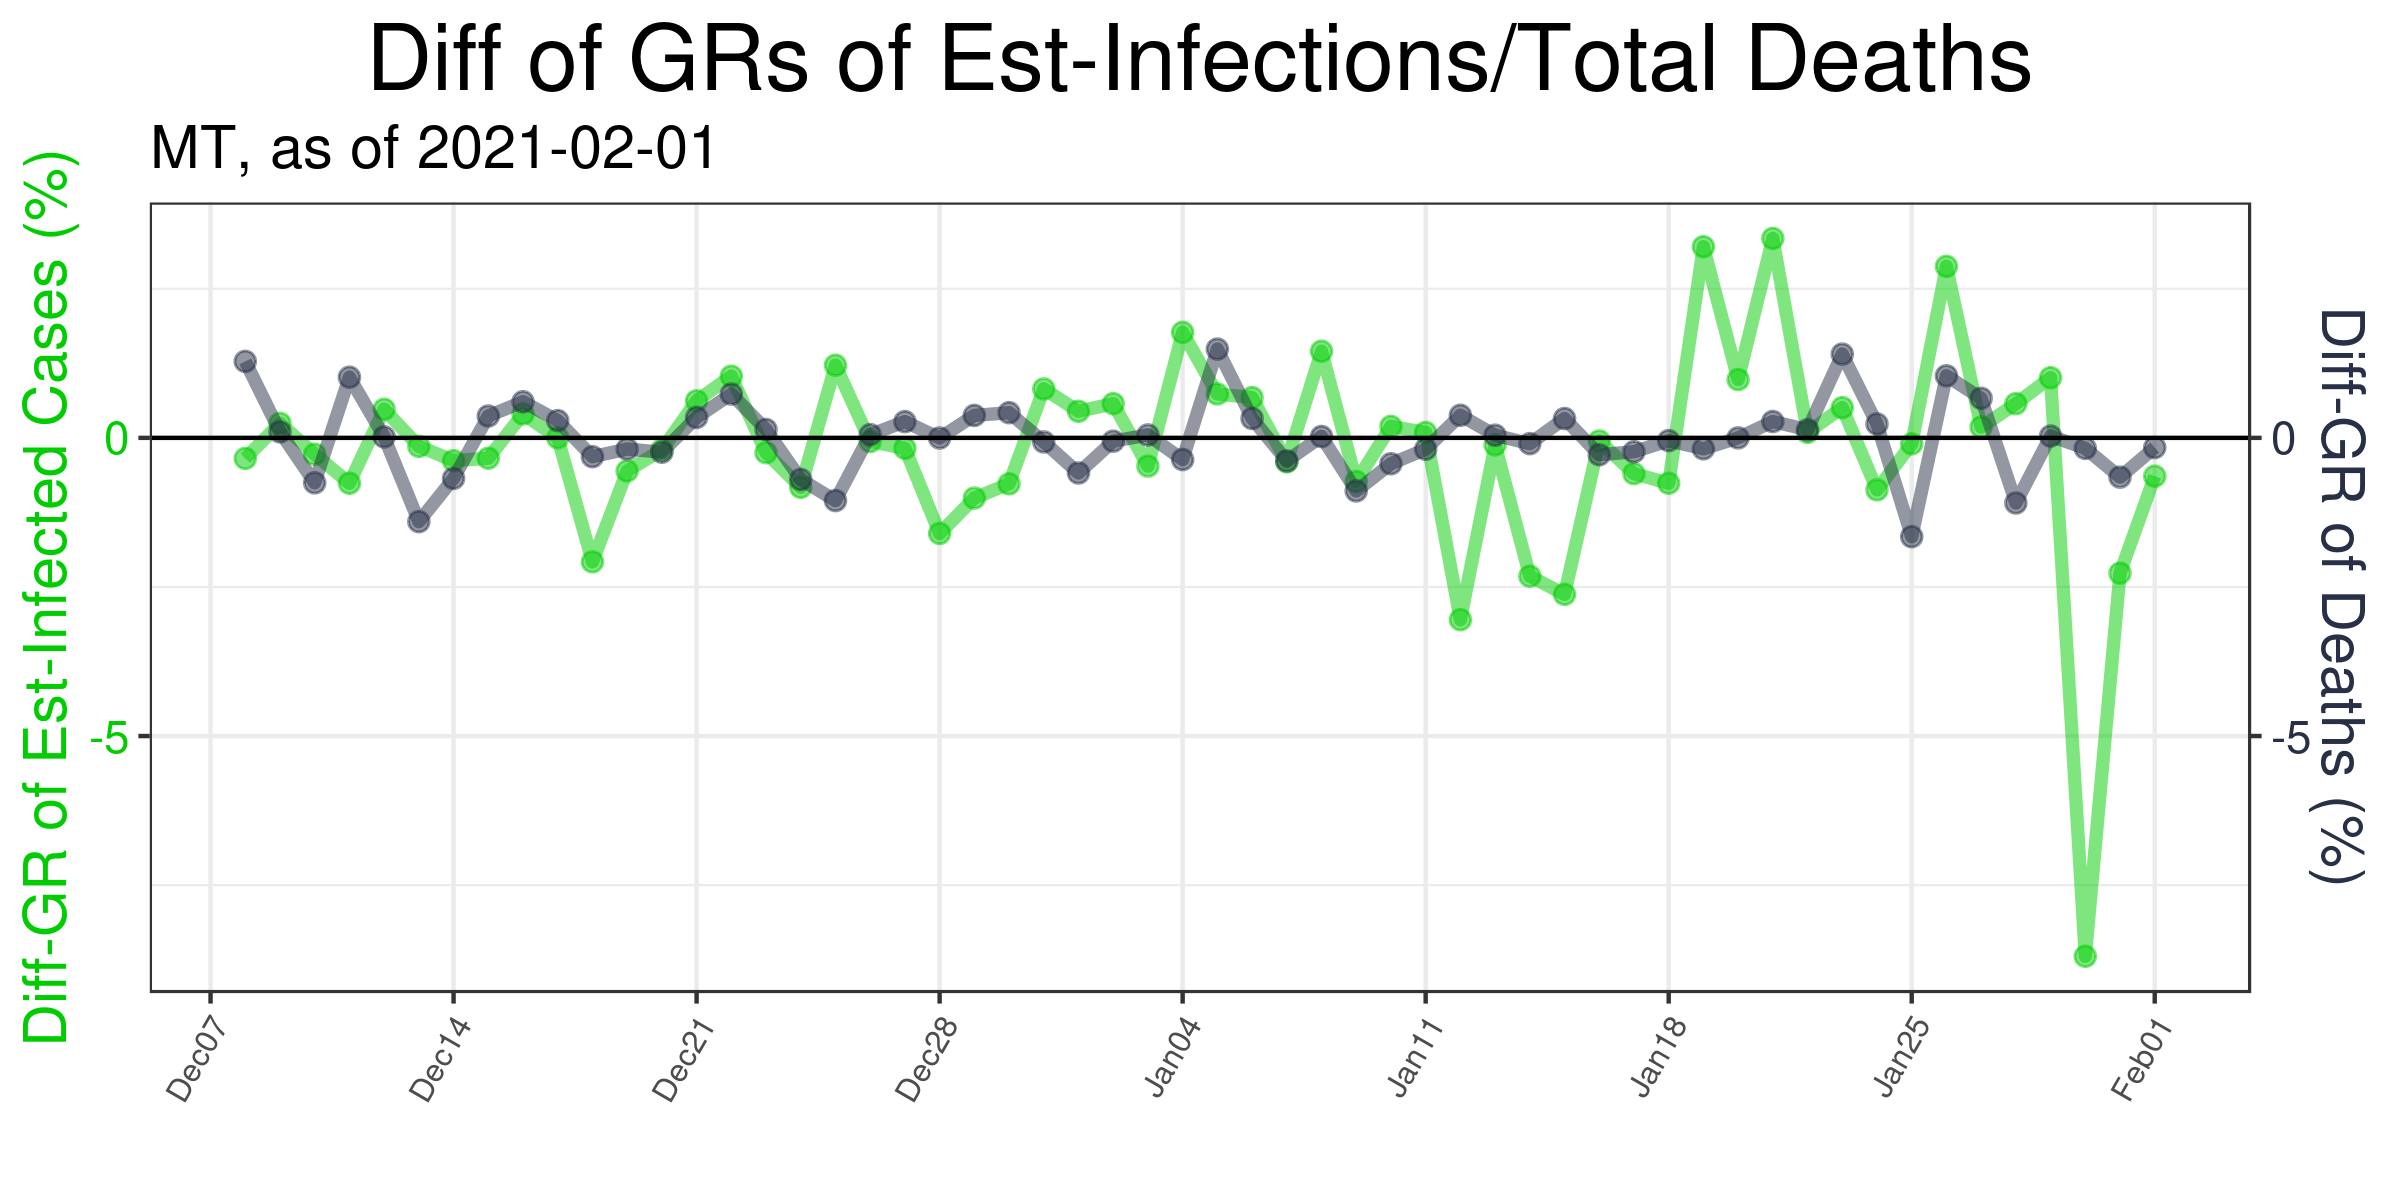 Diff of GRs of Est-Infections/Total Deaths
MT, as of 2021-02-01
Diff-GR of Est-Infected Cases (%)
0
-5
0
-5
Diff-GR of Deaths (%)
Dec07
Dec14
Dec21
Dec28
Jan04
Jan11
Jan18
Jan25
Feb01